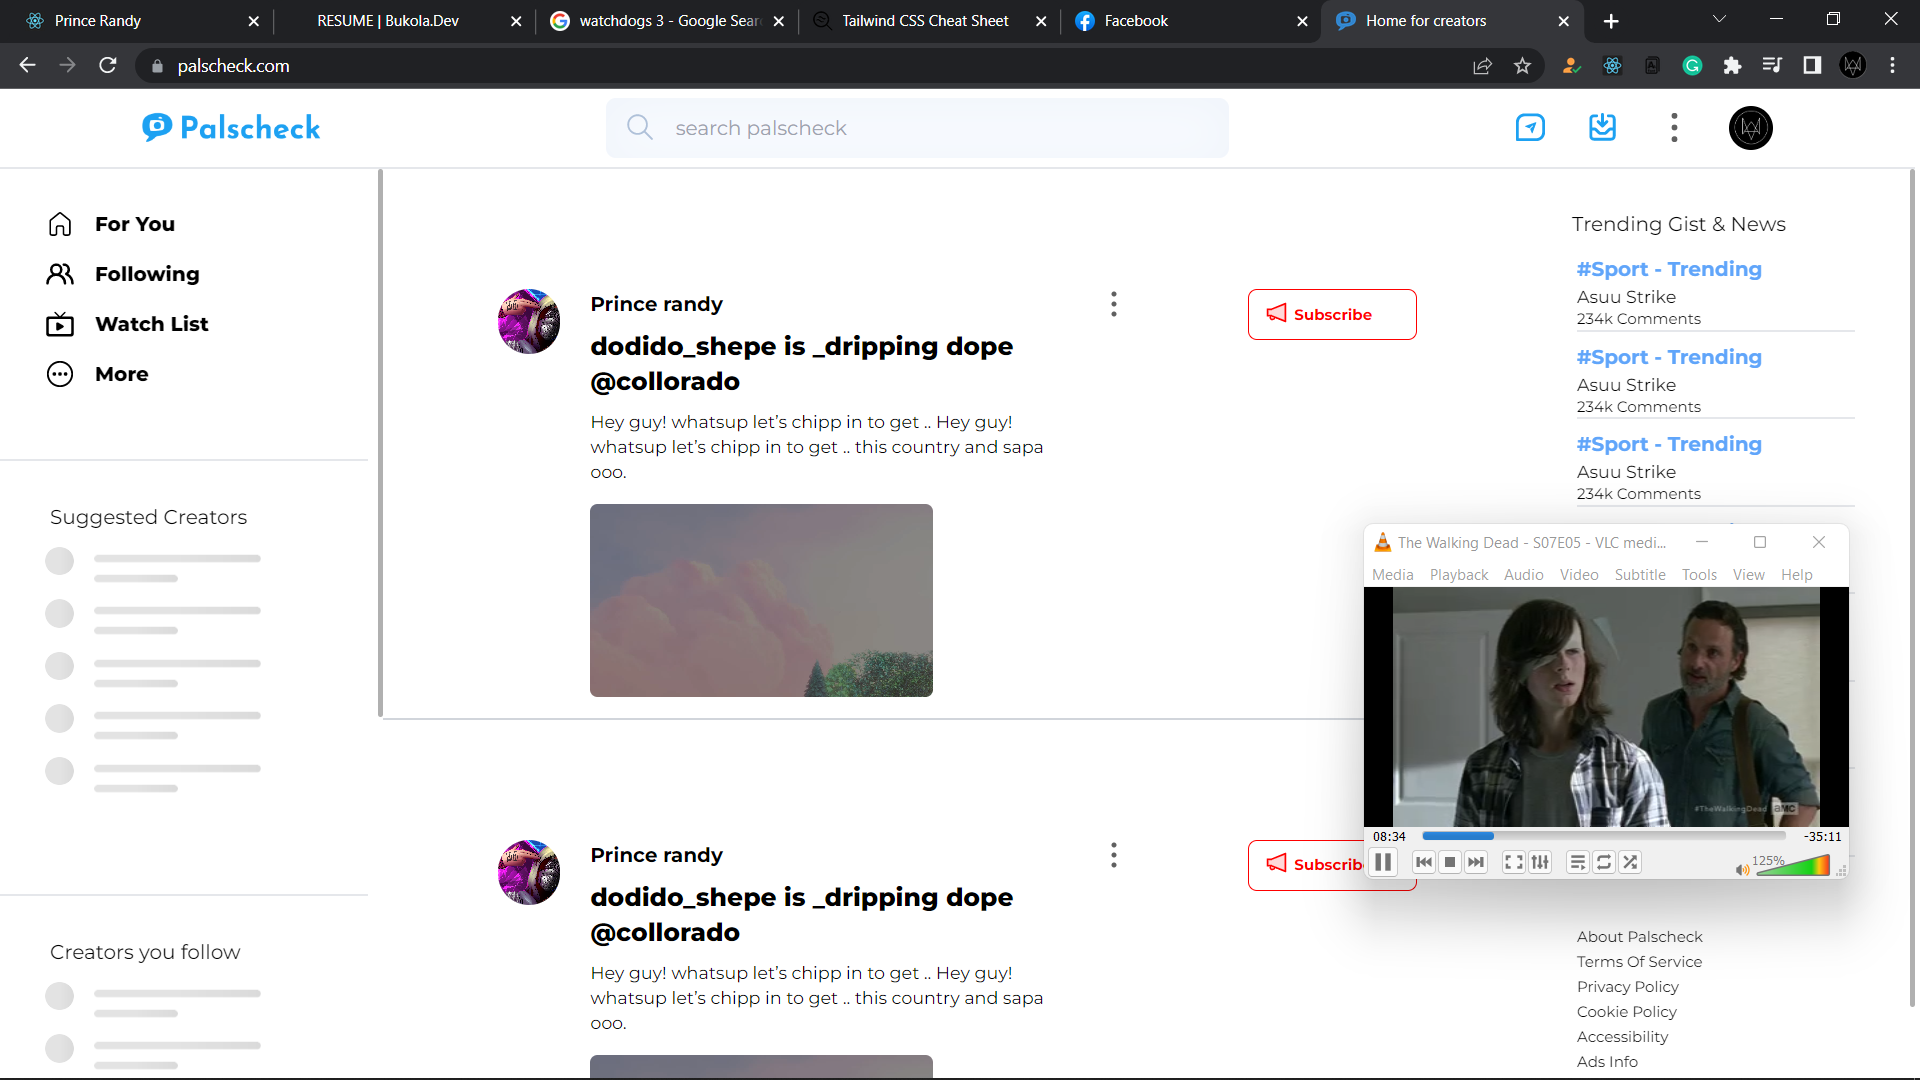 Prince Randy
RESUME | Bukola.Dev
watchdogs 3 - Google Sear
Tailwind CSS Cheat Sheet
Facebook
Home for creators
palscheck.com
Palscheck
search palscheck
For You
Following
Watch List
More
Suggested Creators
Creators you follow
Prince randy
dodido_shepe is _dripping dope
@collorado
Hey guy! whatsup let’s chipp in to get .. Hey guy!
whatsup let’s chipp in to get .. this country and sapa
ooo.
Subscribe
Prince randy
dodido_shepe is _dripping dope
@collorado
Hey guy! whatsup let’s chipp in to get .. Hey guy!
whatsup let’s chipp in to get .. this country and sapa
ooo.
Subscribe
Trending Gist & News
#Sport - Trending
Asuu Strike
234k Comments
#Sport - Trending
Asuu Strike
234k Comments
#Sport - Trending
Asuu Strike
234k Comments
The Walking Dead - S07E05 - VLC medi...
Media Playback Audio Video Subtitle Tools View Help
#TheWalkingDead aMC
08:34
-35:11
125%
About Palscheck
Terms Of Service
Privacy Policy
Cookie Policy
Accessibility
Ads Info